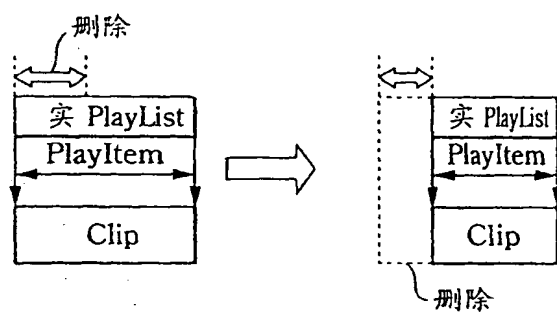 删除
实 PlayList
PlayItem
Clip
实 PlayList
PlayItem
Clip
删除